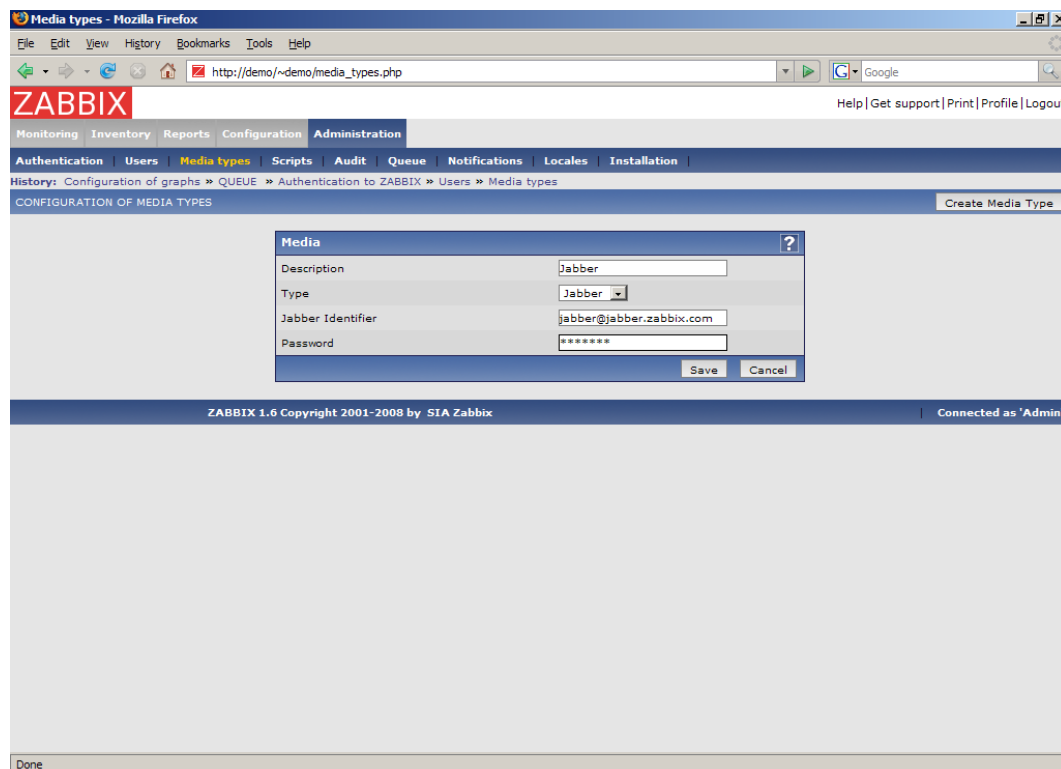 Media types - Mozilla Firefox
File Edit View History Bookmarks Tools Help
http://demo/~demo/media_types.php
G Google
ZABBIX
Help | Get support | Print | Profile | Logou
Monitoring Inventory Reports Configuration Administration
Authentication | Users | Media types | Scripts | Audit | Queue | Notifications | Locales | Installation |
History: Configuration of graphs » QUEUE » Authentication to ZABBIX » Users » Media types
CONFIGURATION OF MEDIA TYPES Create Media Type
Media ?
Description Jabber
Type Jabber
Jabber Identifier jabber@jabber.zabbix.com
Password *******
Save Cancel
ZABBIX 1.6 Copyright 2001-2008 by SIA Zabbix | Connected as 'Admin
Done